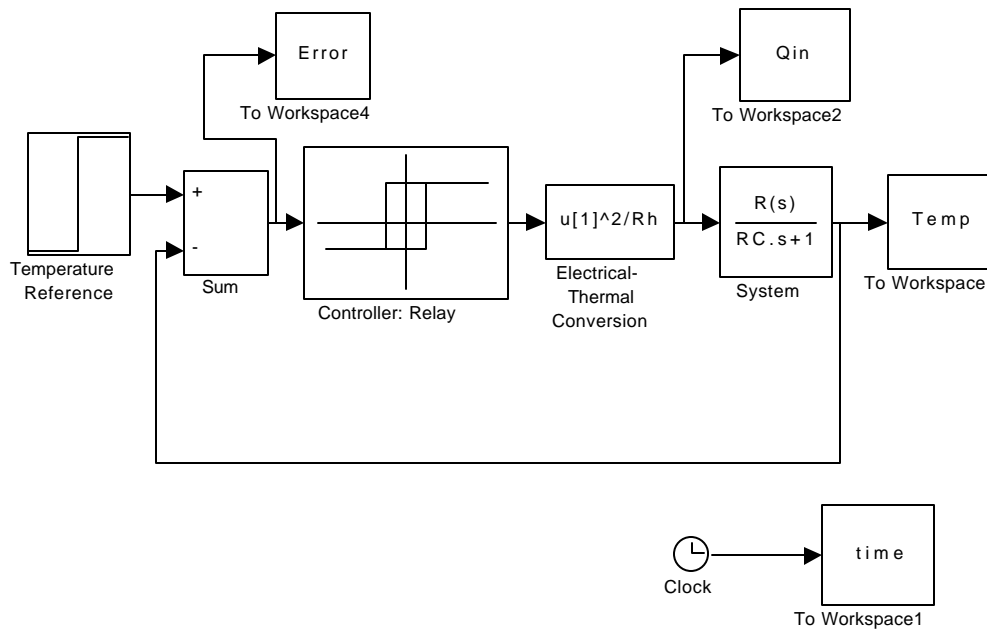 Error
To Workspace4
Qin
To Workspace2
+
-
Sum
Temperature
Reference
Controller: Relay
u[1]^2/Rh
Electrical-
Thermal
Conversion
R(s)
RC.s+1
System
Temp
To Workspace
Clock
time
To Workspace1